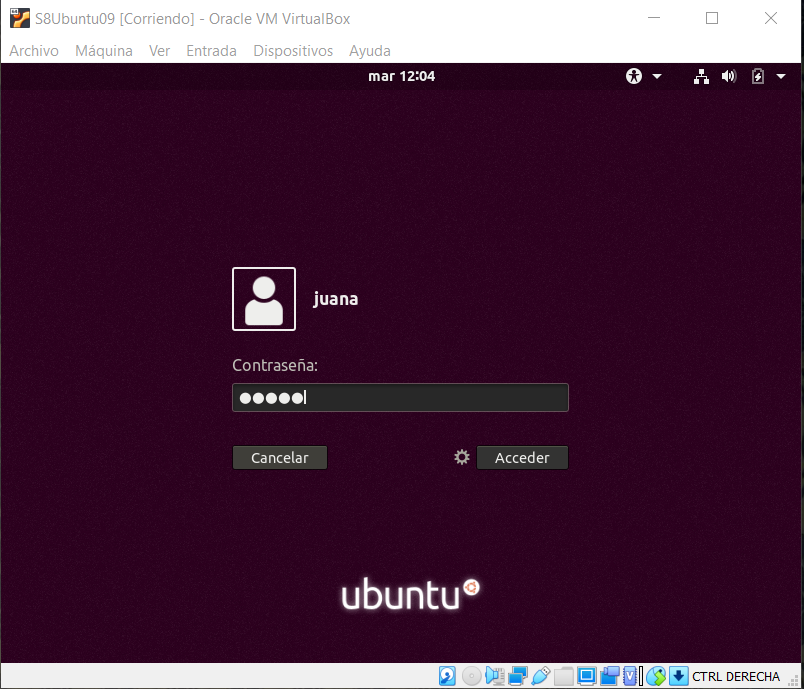 S8Ubuntu09 [Corriendo] - Oracle VM VirtualBox
Archivo Máquina Ver Entrada Dispositivos Ayuda
mar 12:04
juana
Contraseña:
Cancelar Acceder
ubuntu
CTRL DERECHA